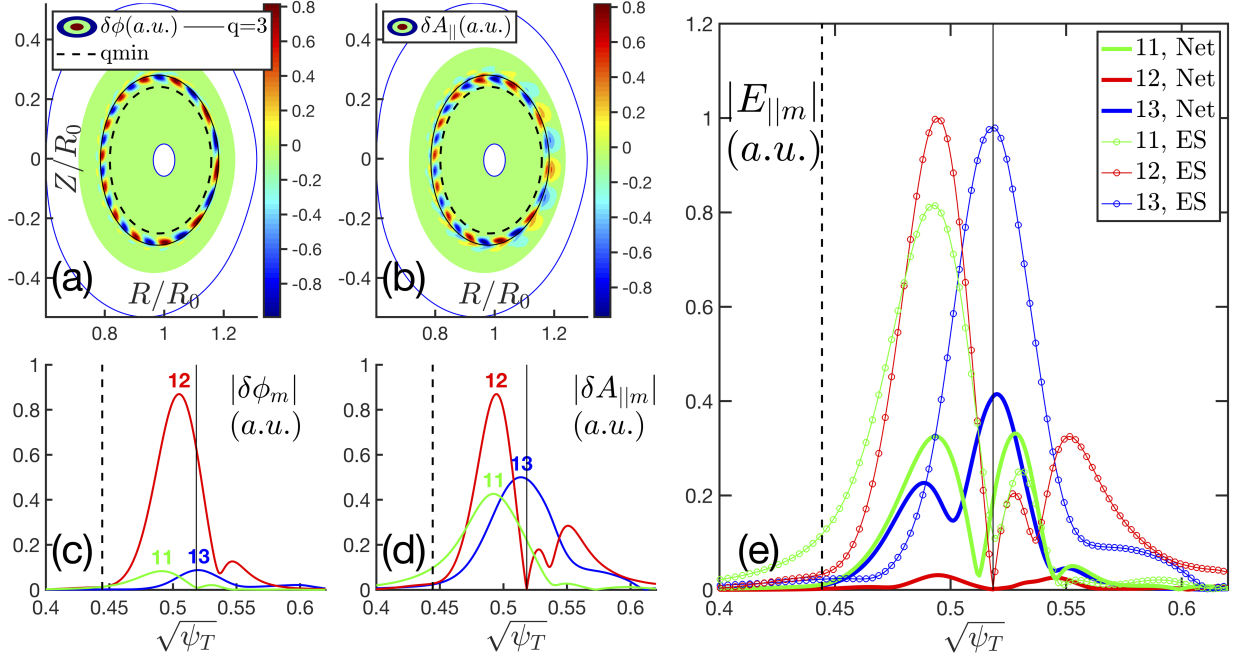 δϕ(a.u.) q=3
qmin
0.4
0.2
0
-0.2
-0.4
Z/R₀
(a)
R/R₀
0.8 1 1.2
0.8
0.6
0.4
0.2
0
-0.2
-0.4
-0.6
-0.8
δA||(a.u.)
0.4
0.2
0
-0.2
-0.4
(b)
R/R₀
0.8 1 1.2
0.8
0.6
0.4
0.2
0
-0.2
-0.4
-0.6
-0.8
1
0.8
0.6
0.4
0.2
0
12
|δϕₘ|
(a.u.)
11 13
(c)
0.4 0.45 0.5 0.55 0.6
√ψ_T
1
0.8
0.6
0.4
0.2
0
12
|δA||ₘ|
(a.u.)
13
11
(d)
0.4 0.45 0.5 0.55 0.6
√ψ_T
1.2
1
0.8
0.6
0.4
0.2
0
|E||ₘ|
(a.u.)
11, Net
12, Net
13, Net
11, ES
12, ES
13, ES
(e)
0.4 0.45 0.5 0.55 0.6
√ψ_T